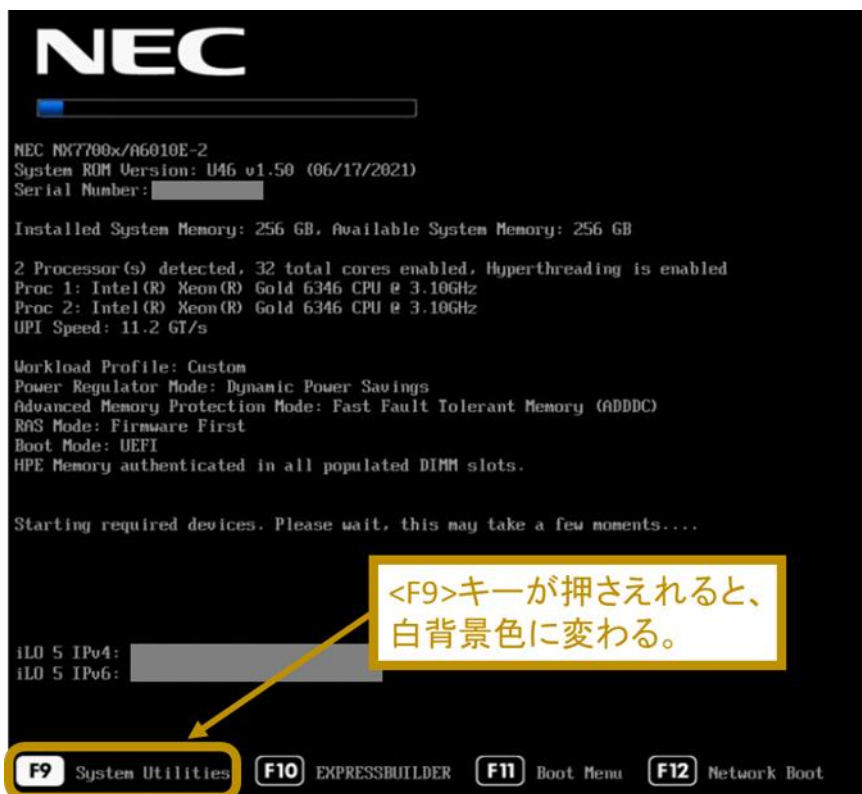 NEC
NEC NX7700x/A6010E-2
System ROM Version: U46 v1.50 (06/17/2021)
Serial Number:
Installed System Memory: 256 GB, Available System Memory: 256 GB
2 Processor(s) detected, 32 total cores enabled, Hyperthreading is enabled
Proc 1: Intel(R) Xeon(R) Gold 6346 CPU @ 3.10GHz
Proc 2: Intel(R) Xeon(R) Gold 6346 CPU @ 3.10GHz
UPI Speed: 11.2 GT/s
Workload Profile: Custom
Power Regulator Mode: Dynamic Power Savings
Advanced Memory Protection Mode: Fast Fault Tolerant Memory (ADDDC)
RAS Mode: Firmware First
Boot Mode: UEFI
HPE Memory authenticated in all populated DIMM slots.
Starting required devices. Please wait, this may take a few moments....
<F9>キーが押さえれると、
白背景色に変わる。
iLO 5 IPv4:
iLO 5 IPv6:
F9 System Utilities F10 EXPRESSBUILDER F11 Boot Menu F12 Network Boot